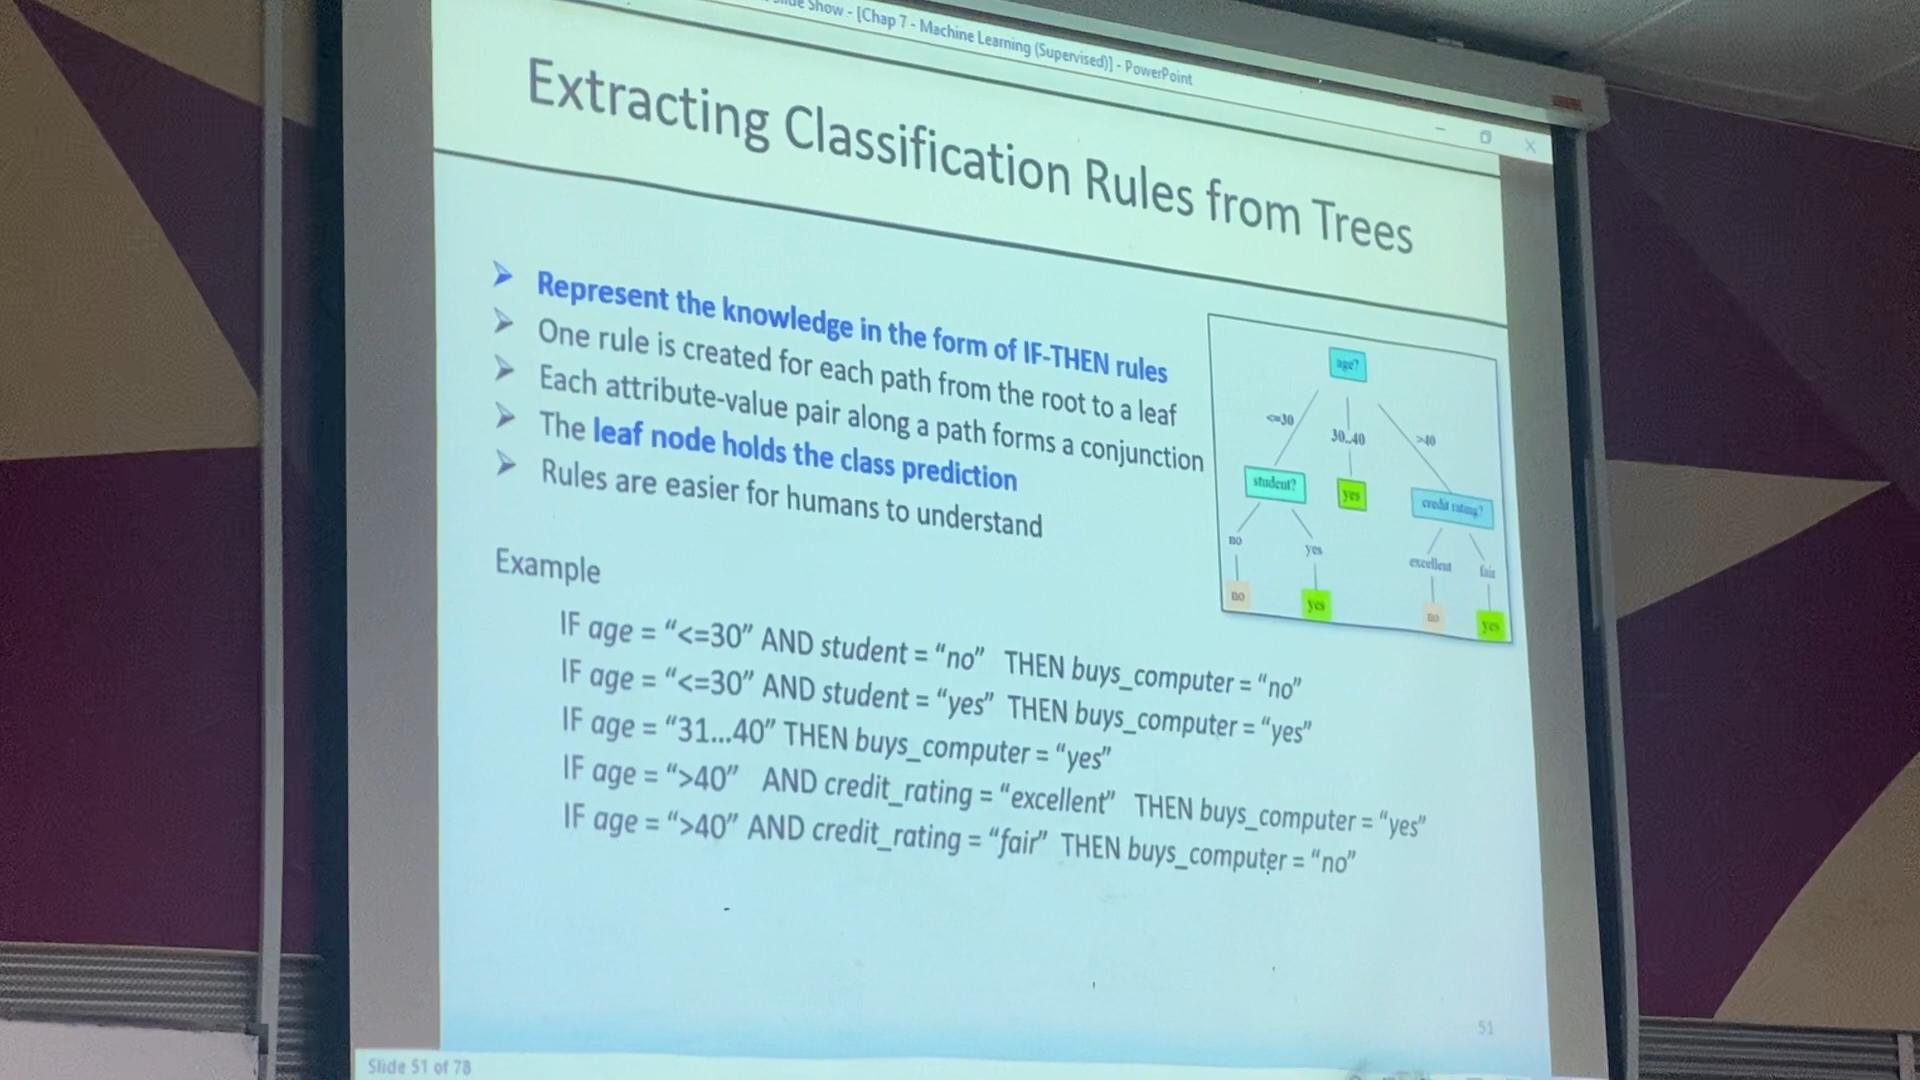 Show - [Chap 7 - Machine Learning (Supervised)] - PowerPoint
Extracting Classification Rules from Trees
➢ Represent the knowledge in the form of IF-THEN rules
➢ One rule is created for each path from the root to a leaf
➢ Each attribute-value pair along a path forms a conjunction
➢ The leaf node holds the class prediction
➢ Rules are easier for humans to understand
age?
<=30
30..40
>40
student?
yes
credit rating?
no
yes
excellent
fair
no
yes
no
yes
Example
IF age = “<=30” AND student = “no” THEN buys_computer = “no”
IF age = “<=30” AND student = “yes” THEN buys_computer = “yes”
IF age = “31…40” THEN buys_computer = “yes”
IF age = “>40” AND credit_rating = “excellent” THEN buys_computer = “yes”
IF age = “>40” AND credit_rating = “fair” THEN buys_computer = “no”
51
Slide 51 of 78